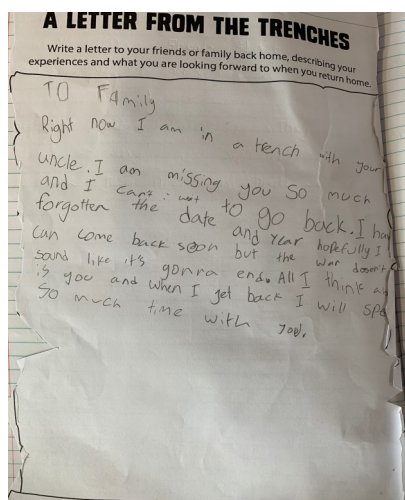 A LETTER FROM THE TRENCHES
Write a letter to your friends or family back home, describing your
experiences and what you are looking forward to when you return home.
TO Family
Right now I am in a trench with your
uncle. I am missing you so much
and I can't to go back. I ha
forgotten the date and Year hopefully I
can come back soon but the war doesn't
sound like it's gonna end. All I think a
is you and when I get back I will spe
so much time with you.